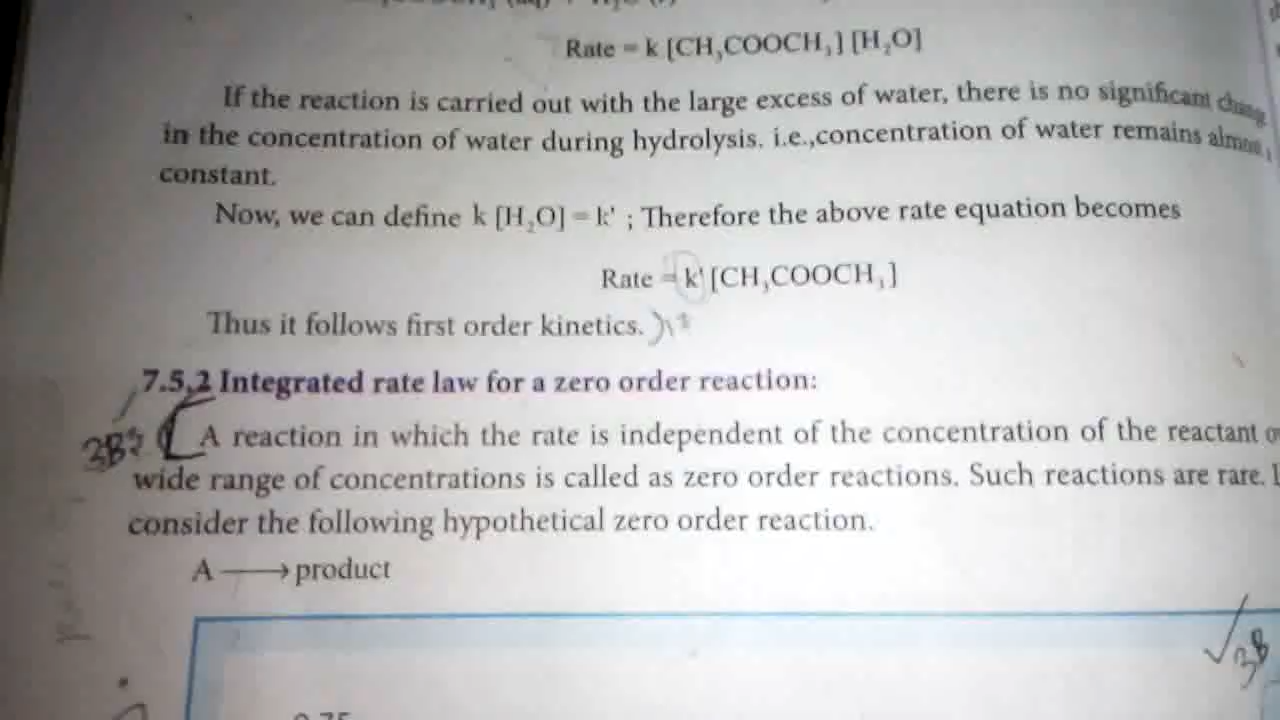 Rate = k [CH₃COOCH₃] [H₂O]
If the reaction is carried out with the large excess of water, there is no significant
in the concentration of water during hydrolysis. i.e.,concentration of water remains
constant.
Now, we can define k [H₂O] = k' ; Therefore the above rate equation becomes
Rate = k' [CH₃COOCH₃]
Thus it follows first order kinetics.
7.5.2 Integrated rate law for a zero order reaction:
A reaction in which the rate is independent of the concentration of the reactant
wide range of concentrations is called as zero order reactions. Such reactions are rare.
consider the following hypothetical zero order reaction.
A ⟶ product